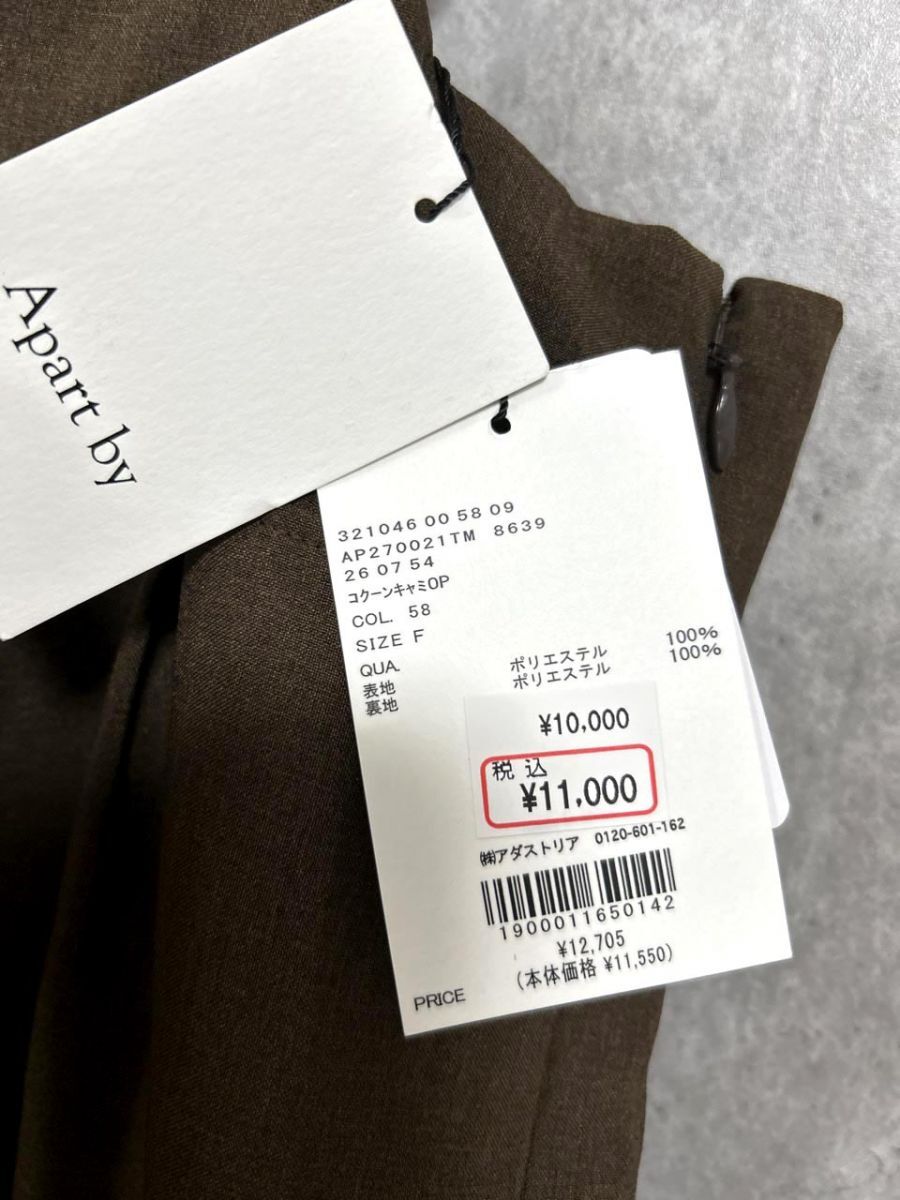 Apart by
321046 00 58 09
AP270021TM 8639
26 07 54
コクーンキャミOP
COL. 58
SIZE F
QUA.
表地 ポリエステル 100%
裏地 ポリエステル 100%
¥10,000
税込
¥11,000
㈱アダストリア 0120-601-162
1900011650142
¥12,705
(本体価格 ¥11,550)
PRICE